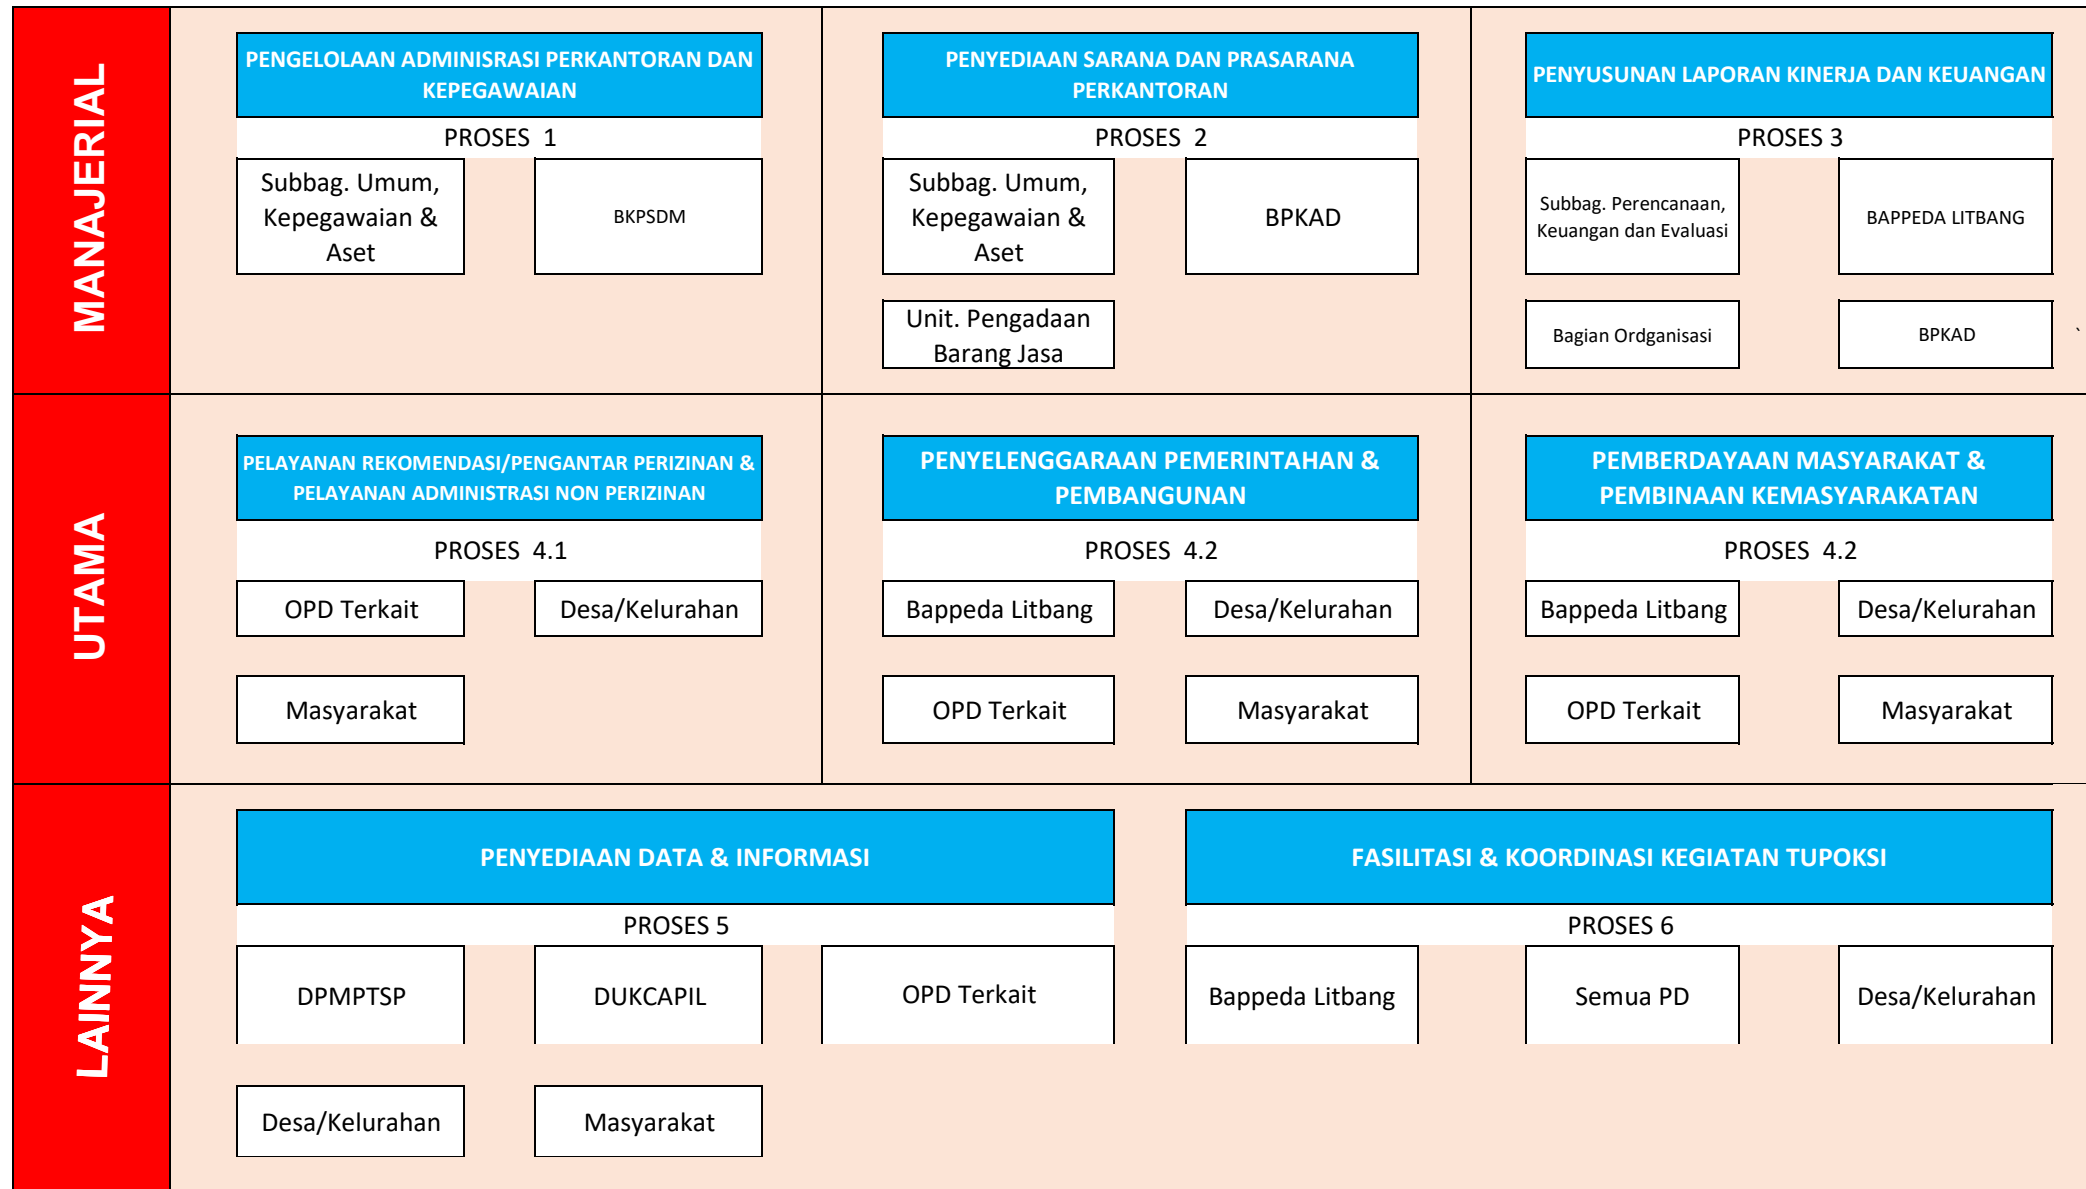 MANAJERIAL
PENGELOLAAN ADMINISRASI PERKANTORAN DAN
KEPEGAWAIAN
PROSES 1
Subbag. Umum,
Kepegawaian &
Aset
BKPSDM
PENYEDIAAN SARANA DAN PRASARANA
PERKANTORAN
PROSES 2
Subbag. Umum,
Kepegawaian &
Aset
BPKAD
Unit. Pengadaan
Barang Jasa
PENYUSUNAN LAPORAN KINERJA DAN KEUANGAN
PROSES 3
Subbag. Perencanaan,
Keuangan dan Evaluasi
BAPPEDA LITBANG
Bagian Ordganisasi
BPKAD
`
UTAMA
PELAYANAN REKOMENDASI/PENGANTAR PERIZINAN &
PELAYANAN ADMINISTRASI NON PERIZINAN
PROSES 4.1
OPD Terkait
Desa/Kelurahan
Masyarakat
PENYELENGGARAAN PEMERINTAHAN &
PEMBANGUNAN
PROSES 4.2
Bappeda Litbang
Desa/Kelurahan
OPD Terkait
Masyarakat
PEMBERDAYAAN MASYARAKAT &
PEMBINAAN KEMASYARAKATAN
PROSES 4.2
Bappeda Litbang
Desa/Kelurahan
OPD Terkait
Masyarakat
LAINNYA
PENYEDIAAN DATA & INFORMASI
PROSES 5
DPMPTSP
DUKCAPIL
OPD Terkait
Desa/Kelurahan
Masyarakat
FASILITASI & KOORDINASI KEGIATAN TUPOKSI
PROSES 6
Bappeda Litbang
Semua PD
Desa/Kelurahan